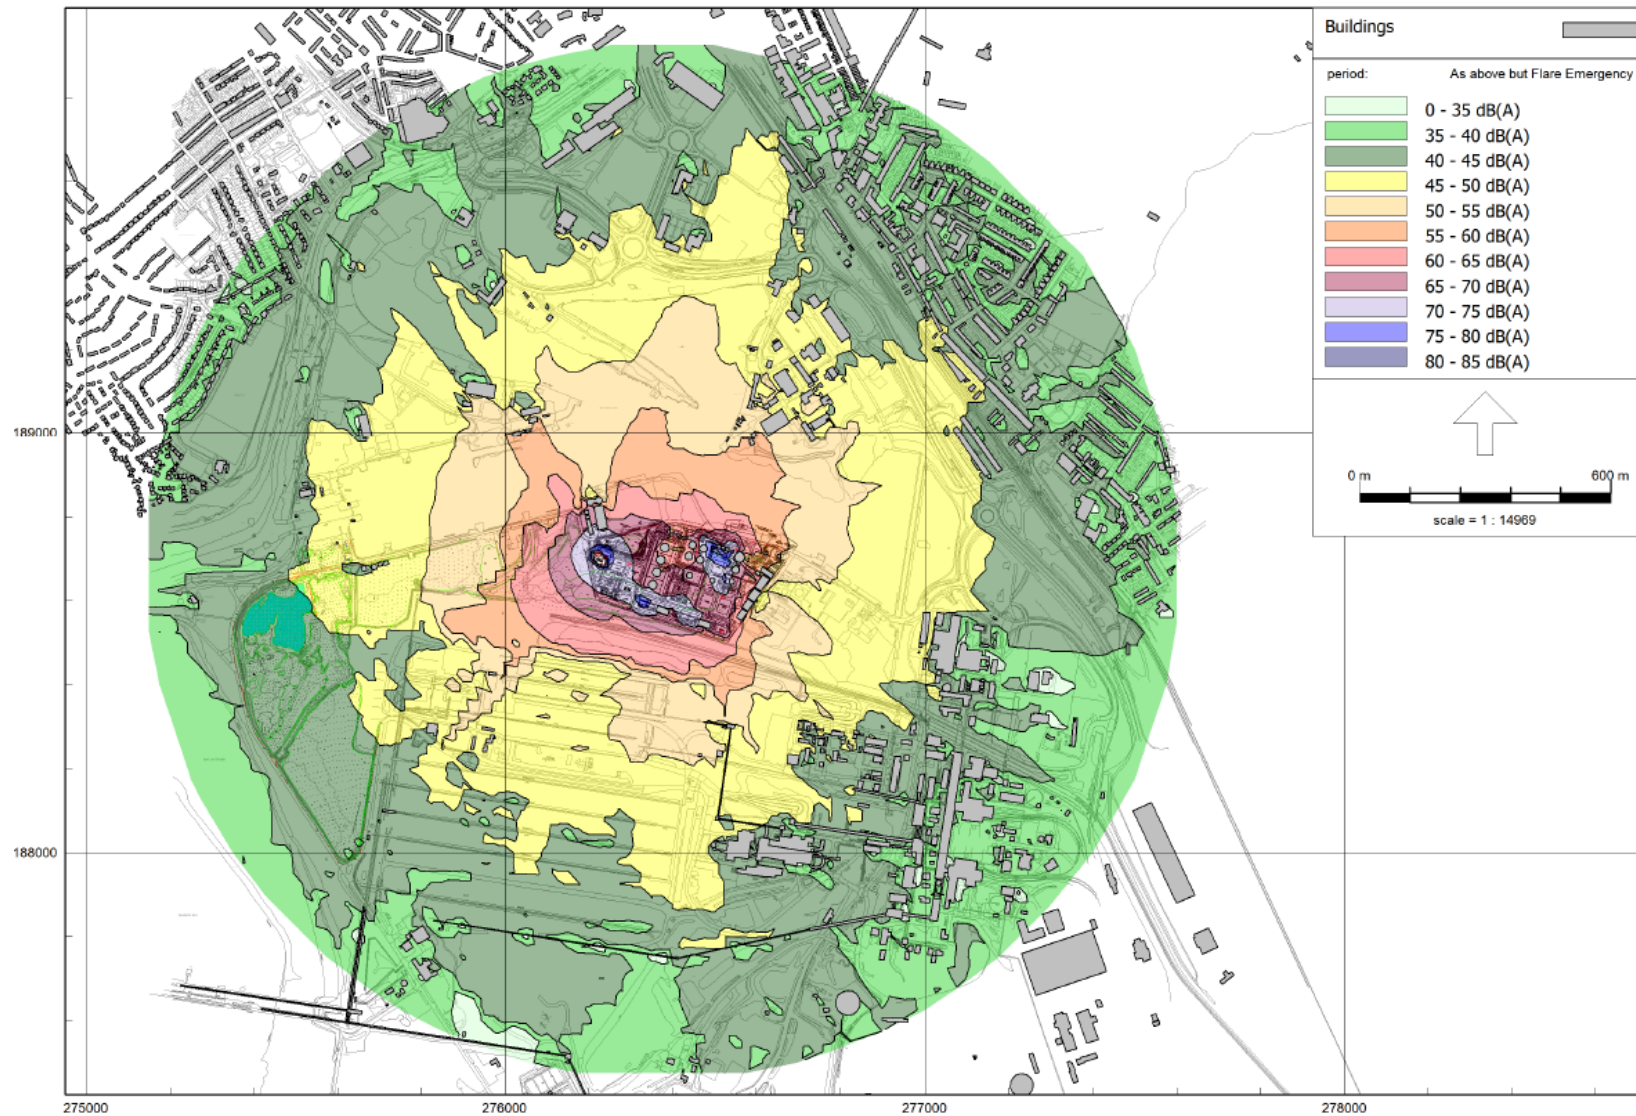 Buildings
period: As above but Flare Emergency
0 - 35 dB(A)
35 - 40 dB(A)
40 - 45 dB(A)
45 - 50 dB(A)
50 - 55 dB(A)
55 - 60 dB(A)
60 - 65 dB(A)
65 - 70 dB(A)
70 - 75 dB(A)
75 - 80 dB(A)
80 - 85 dB(A)
0 m 600 m
scale = 1 : 14969
189000
188000
275000 276000 277000 278000